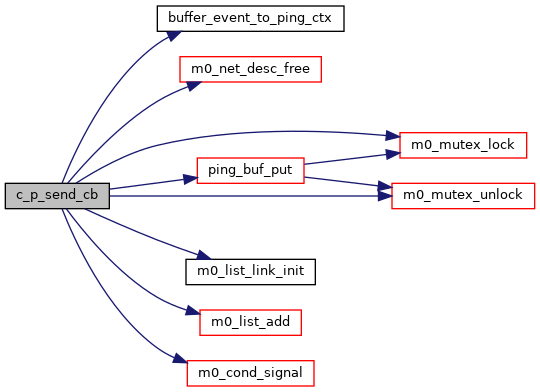 buffer_event_to_ping_ctx
m0_net_desc_free
m0_mutex_lock
ping_buf_put
c_p_send_cb
m0_mutex_unlock
m0_list_link_init
m0_list_add
m0_cond_signal